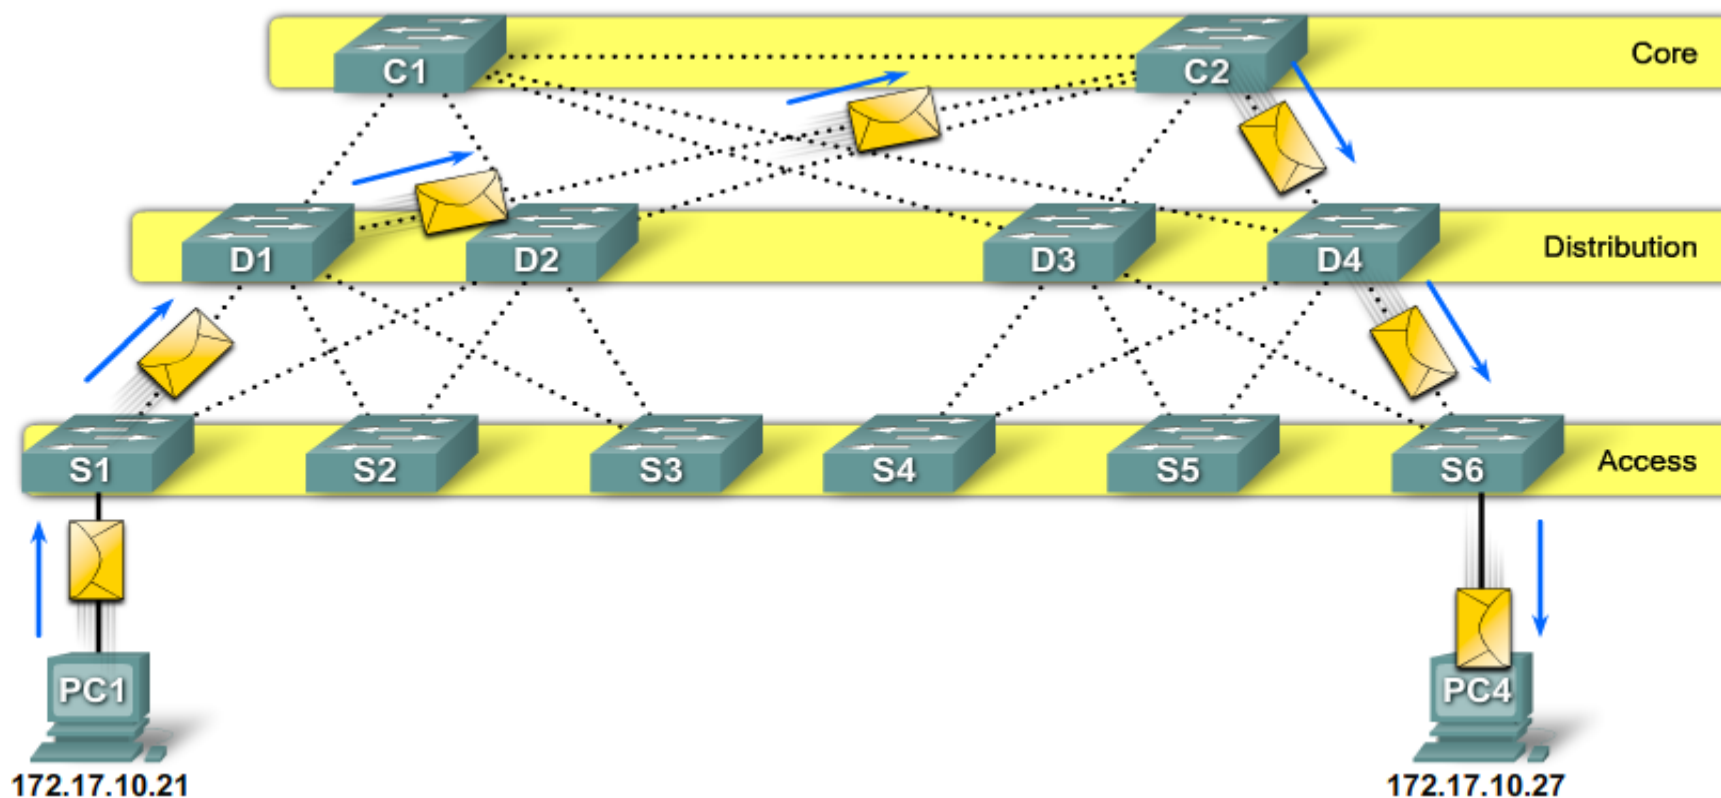 C1
C2
Core
D1
D2
D3
D4
Distribution
S1
S2
S3
S4
S5
S6
Access
PC1
PC4
172.17.10.21
172.17.10.27